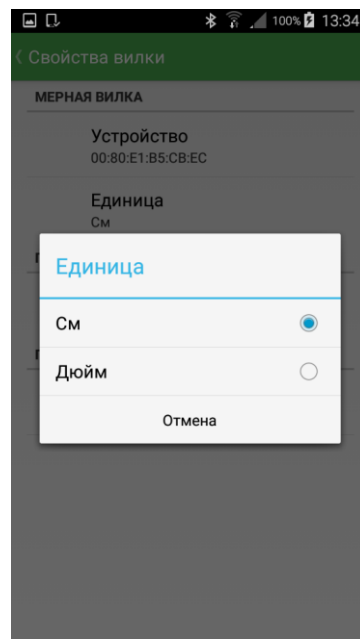 100% 13:34
Свойства вилки
МЕРНАЯ ВИЛКА
Устройство
00:80:E1:B5:CB:EC
Единица
См
Единица
См
Дюйм
Отмена